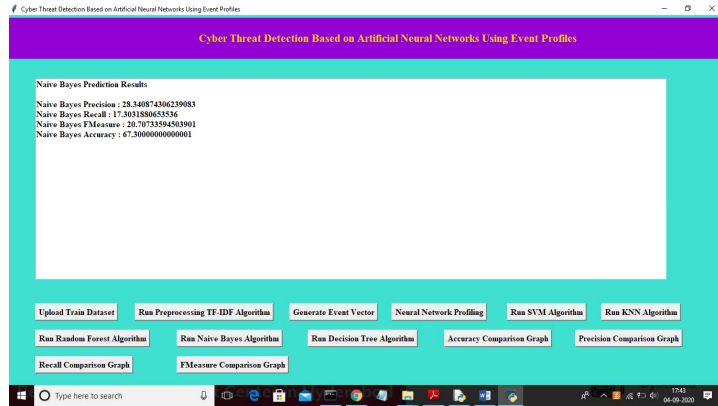 Cyber Threat Detection Based on Artificial Neural Networks Using Event Profiles
Cyber Threat Detection Based on Artificial Neural Networks Using Event Profiles
Naive Bayes Prediction Results
Naive Bayes Precision : 28.340874306239083
Naive Bayes Recall : 17.3031880653536
Naive Bayes FMeasure : 20.70733594503901
Naive Bayes Accuracy : 67.30000000000001
Upload Train Dataset Run Preprocessing TF-IDF Algorithm Generate Event Vector Neural Network Profiling Run SVM Algorithm Run KNN Algorithm
Run Random Forest Algorithm Run Naive Bayes Algorithm Run Decision Tree Algorithm Accuracy Comparison Graph Precision Comparison Graph
Recall Comparison Graph FMeasure Comparison Graph
Type here to search
17:43
04-09-2020